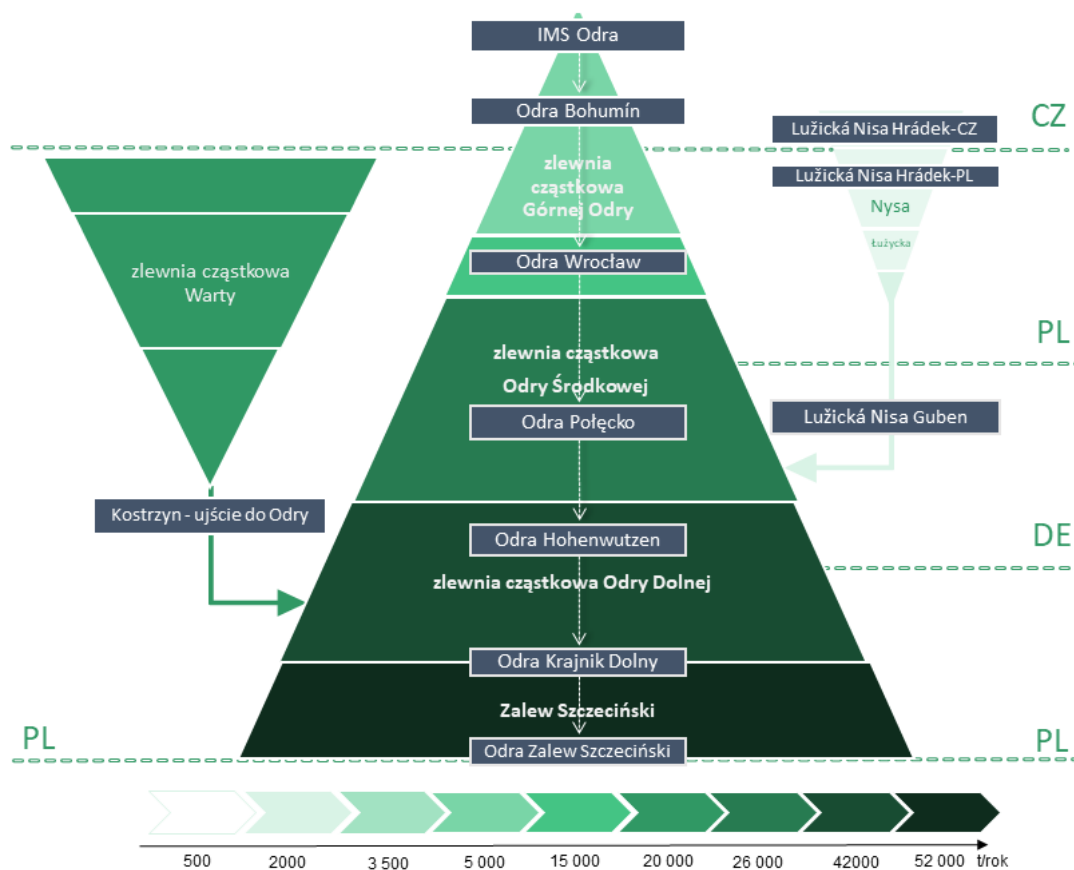 IMS Odra
Odra Bohumín
CZ
Lužická Nisa Hrádek-CZ
Lužická Nisa Hrádek-PL
zlewnia
cząstkowa
Górnej Odry
Nysa
Łużycka
zlewnia cząstkowa
Warty
Odra Wrocław
PL
zlewnia cząstkowa
Odry Środkowej
Odra Połęcko
Lužická Nisa Guben
Kostrzyn - ujście do Odry
Odra Hohenwutzen
DE
zlewnia cząstkowa Odry Dolnej
Odra Krajnik Dolny
Zalew Szczeciński
PL
Odra Zalew Szczeciński
PL
500 2000 3 500 5 000 15 000 20 000 26 000 42000 52 000 t/rok